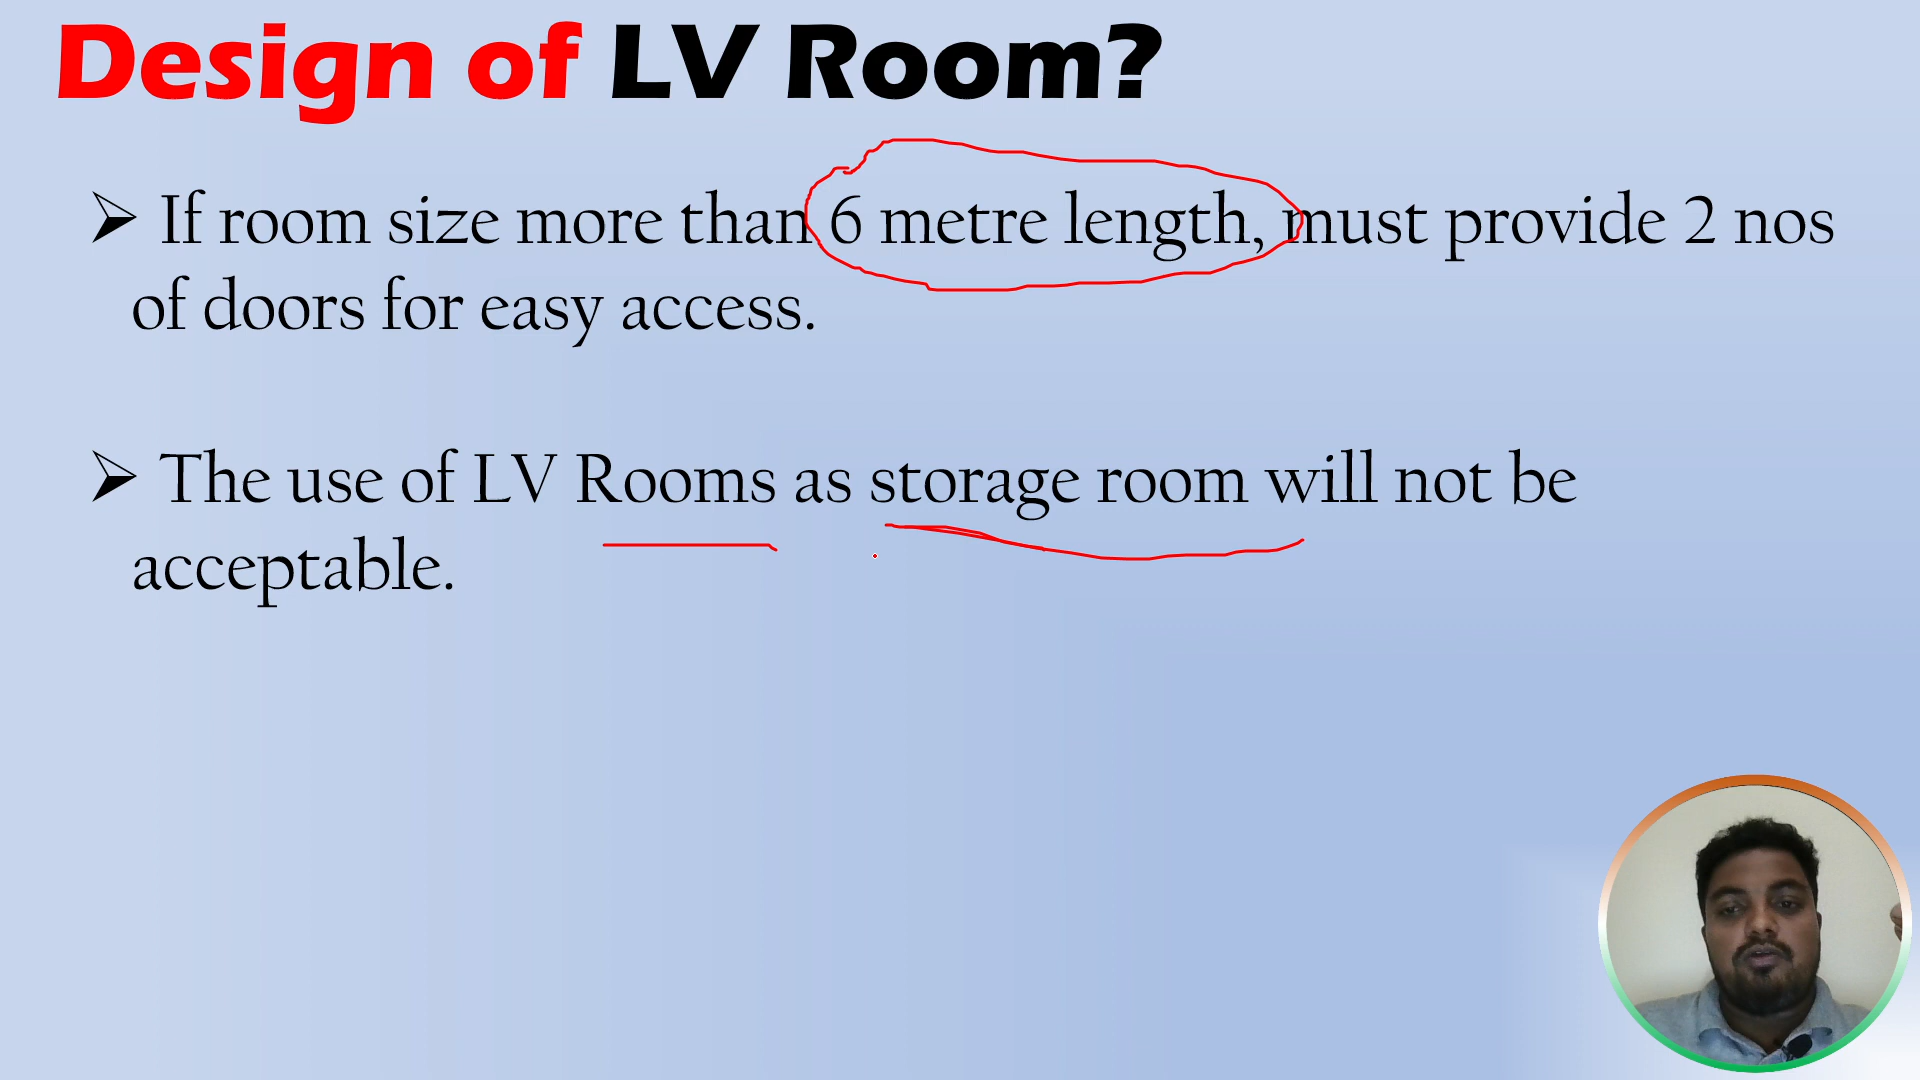 Design of LV Room?
➢ If room size more than 6 metre length, must provide 2 nos
of doors for easy access.
➢ The use of LV Rooms as storage room will not be
acceptable.